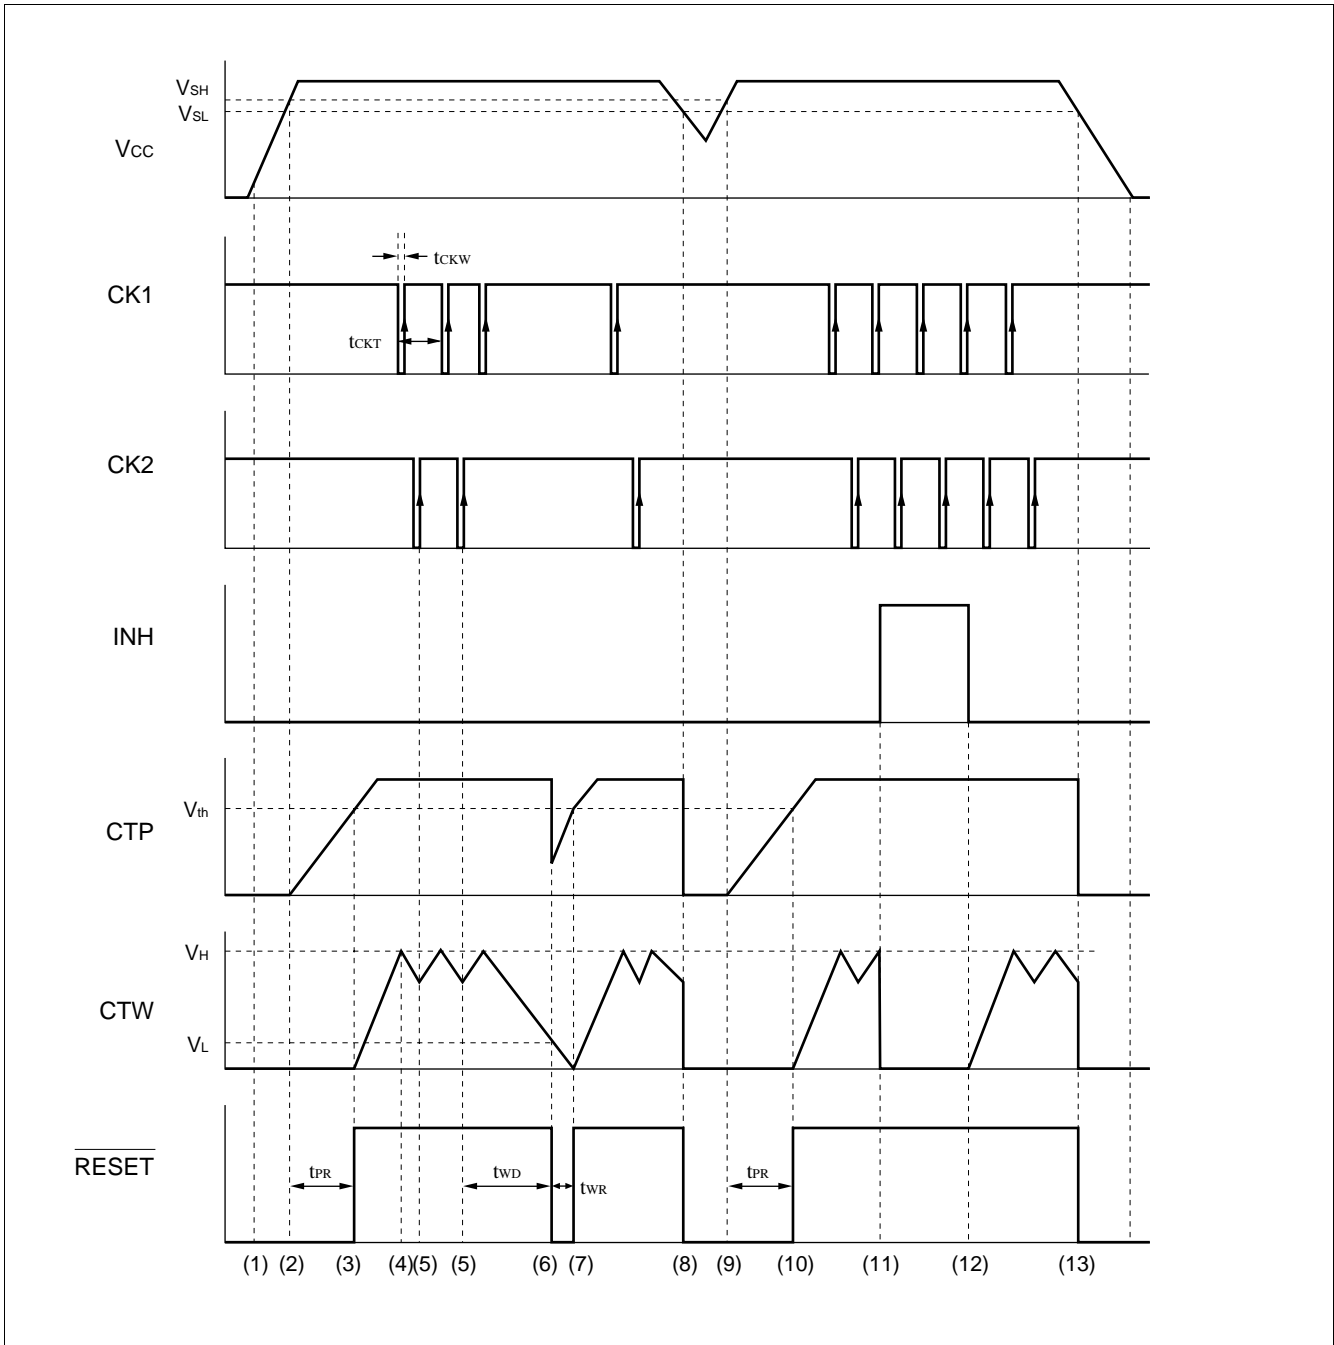 VSH
VSL
VCC
tCKW
CK1
tCKT
CK2
INH
Vth
CTP
VH
CTW
VL
RESET
tPR
tWD
tWR
tPR
(1) (2) (3) (4) (5) (5) (6) (7) (8) (9) (10) (11) (12) (13)